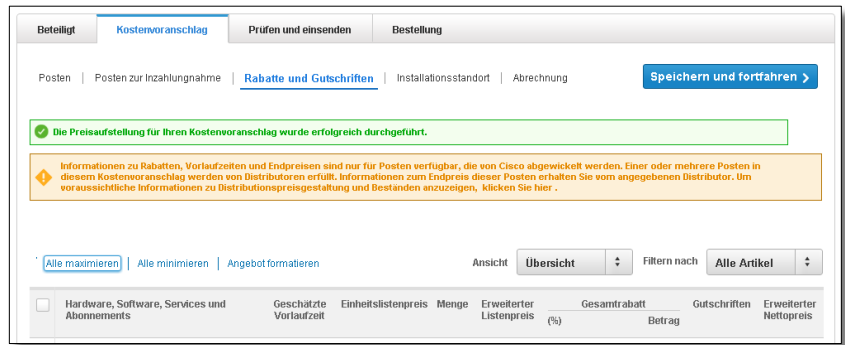 Beteiligt Kostenvoranschlag Prüfen und einsenden Bestellung
Posten | Posten zur Inzahlungnahme | Rabatte und Gutschriften | Installationsstandort | Abrechnung Speichern und fortfahren
Die Preisaufstellung für Ihren Kostenvoranschlag wurde erfolgreich durchgeführt.
Informationen zu Rabatten, Vorlaufzeiten und Endpreisen sind nur für Posten verfügbar, die von Cisco abgewickelt werden. Einer oder mehrere Posten in
diesem Kostenvoranschlag werden von Distributoren erfüllt. Informationen zum Endpreis dieser Posten erhalten Sie vom angegebenen Distributor. Um
voraussichtliche Informationen zu Distributionspreisgestaltung und Beständen anzuzeigen, klicken Sie hier .
Alle maximieren | Alle minimieren | Angebot formatieren Ansicht Übersicht Filtern nach Alle Artikel
Hardware, Software, Services und Geschätzte Einheitslistenpreis Menge Erweiterter Gesamtrabatt Gutschriften Erweiterter
Abonnements Vorlaufzeit Listenpreis (%) Betrag Nettopreis